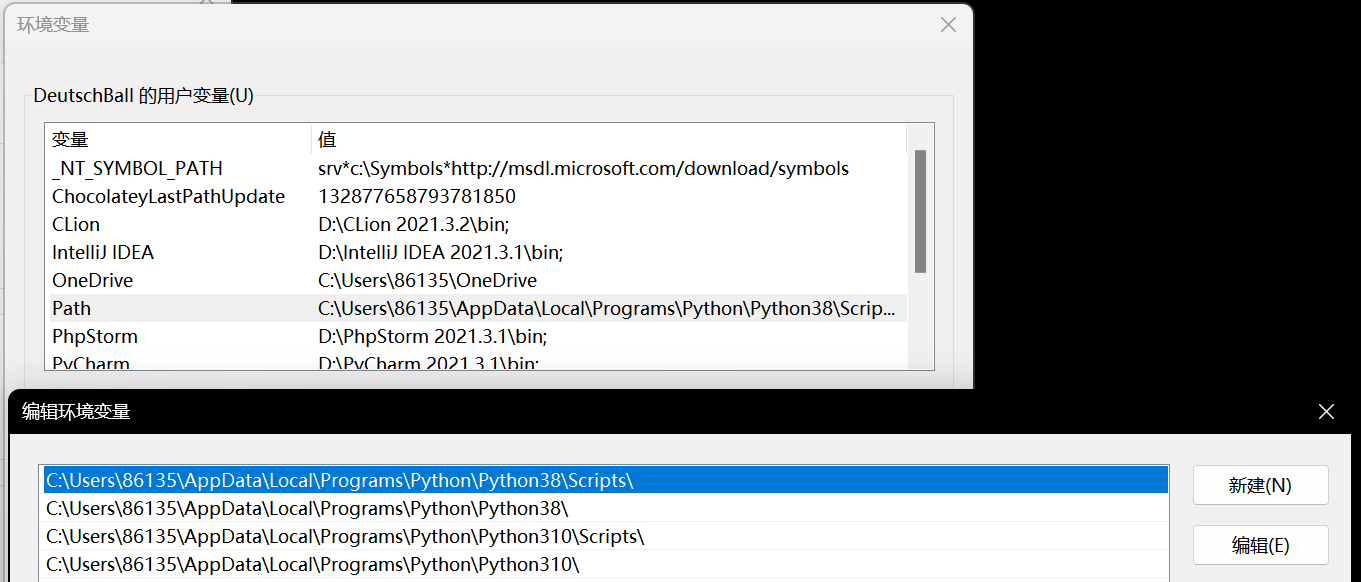 环境变量
DeutschBall 的用户变量(U)
变量 值
_NT_SYMBOL_PATH srv*c:\Symbols*http://msdl.microsoft.com/download/symbols
ChocolateyLastPathUpdate 132877658793781850
CLion D:\CLion 2021.3.2\bin;
IntelliJ IDEA D:\IntelliJ IDEA 2021.3.1\bin;
OneDrive C:\Users\86135\OneDrive
Path C:\Users\86135\AppData\Local\Programs\Python\Python38\Scrip...
PhpStorm D:\PhpStorm 2021.3.1\bin;
PyCharm D:\PyCharm 2021.3.1\bin;
编辑环境变量
C:\Users\86135\AppData\Local\Programs\Python\Python38\Scripts\
新建(N)
C:\Users\86135\AppData\Local\Programs\Python\Python38\
C:\Users\86135\AppData\Local\Programs\Python\Python310\Scripts\
编辑(E)
C:\Users\86135\AppData\Local\Programs\Python\Python310\